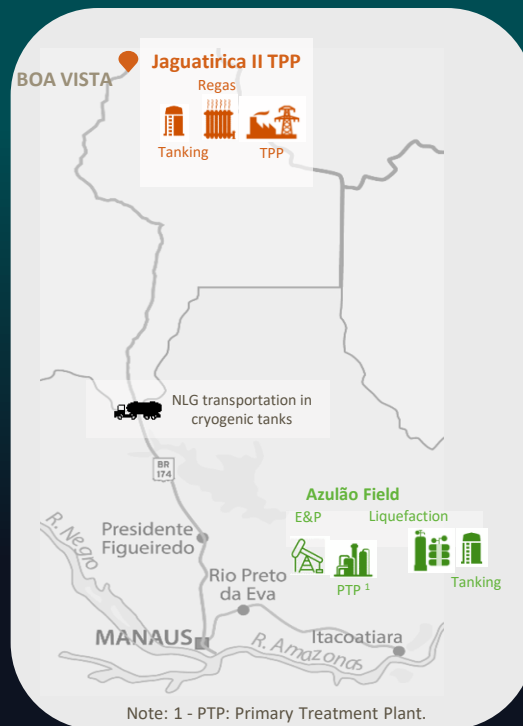 Jaguatirica II TPP
BOA VISTA
Regas
Tanking
TPP
NLG transportation in
cryogenic tanks
BR
174
Azulão Field
E&P
Liquefaction
R. Negro
Presidente
Figueiredo
PTP 1
Tanking
Rio Preto
da Eva
MANAUS
R. Amazonas
Itacoatiara
Note: 1 - PTP: Primary Treatment Plant.